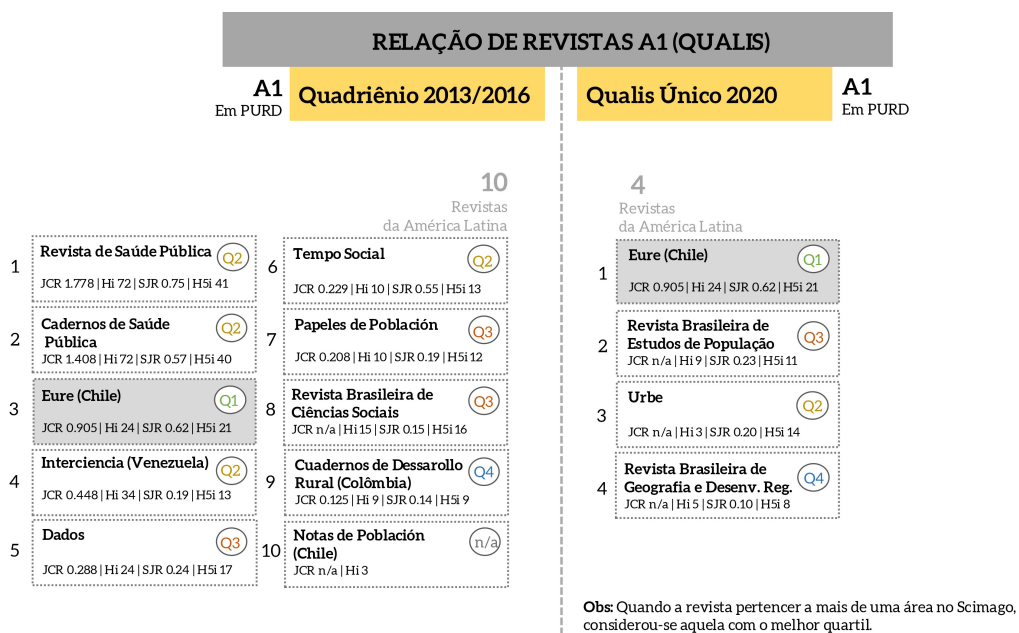 RELAÇÃO DE REVISTAS A1 (QUALIS)
A1
Em PURD
Quadriênio 2013/2016
Qualis Único 2020
A1
Em PURD
10
Revistas
da América Latina
1
Revista de Saúde Pública
Q2
JCR 1.778 | Hi 72 | SJR 0.75 | H5i 41
2
Cadernos de Saúde
Pública
Q2
JCR 1.408 | Hi 72 | SJR 0.57 | H5i 40
3
Eure (Chile)
Q1
JCR 0.905 | Hi 24 | SJR 0.62 | H5i 21
4
Interciencia (Venezuela)
Q2
JCR 0.448 | Hi 34 | SJR 0.19 | H5i 13
5
Dados
Q3
JCR 0.288 | Hi 24 | SJR 0.24 | H5i 17
6
Tempo Social
Q2
JCR 0.229 | Hi 10 | SJR 0.55 | H5i 13
7
Papeles de Población
Q3
JCR 0.208 | Hi 10 | SJR 0.19 | H5i 12
8
Revista Brasileira de
Ciências Sociais
Q3
JCR n/a | Hi 15 | SJR 0.15 | H5i 16
9
Cuadernos de Dessarollo
Rural (Colômbia)
Q4
JCR 0.125 | Hi 9 | SJR 0.14 | H5i 9
10
Notas de Población
(Chile)
n/a
JCR n/a | Hi 3
4
Revistas
da América Latina
1
Eure (Chile)
Q1
JCR 0.905 | Hi 24 | SJR 0.62 | H5i 21
2
Revista Brasileira de
Estudos de População
Q3
JCR n/a | Hi 9 | SJR 0.23 | H5i 11
3
Urbe
Q2
JCR n/a | Hi 3 | SJR 0.20 | H5i 14
4
Revista Brasileira de
Geografia e Desenv. Reg.
Q4
JCR n/a | Hi 5 | SJR 0.10 | H5i 8
Obs: Quando a revista pertencer a mais de uma área no Scimago,
considerou-se aquela com o melhor quartil.